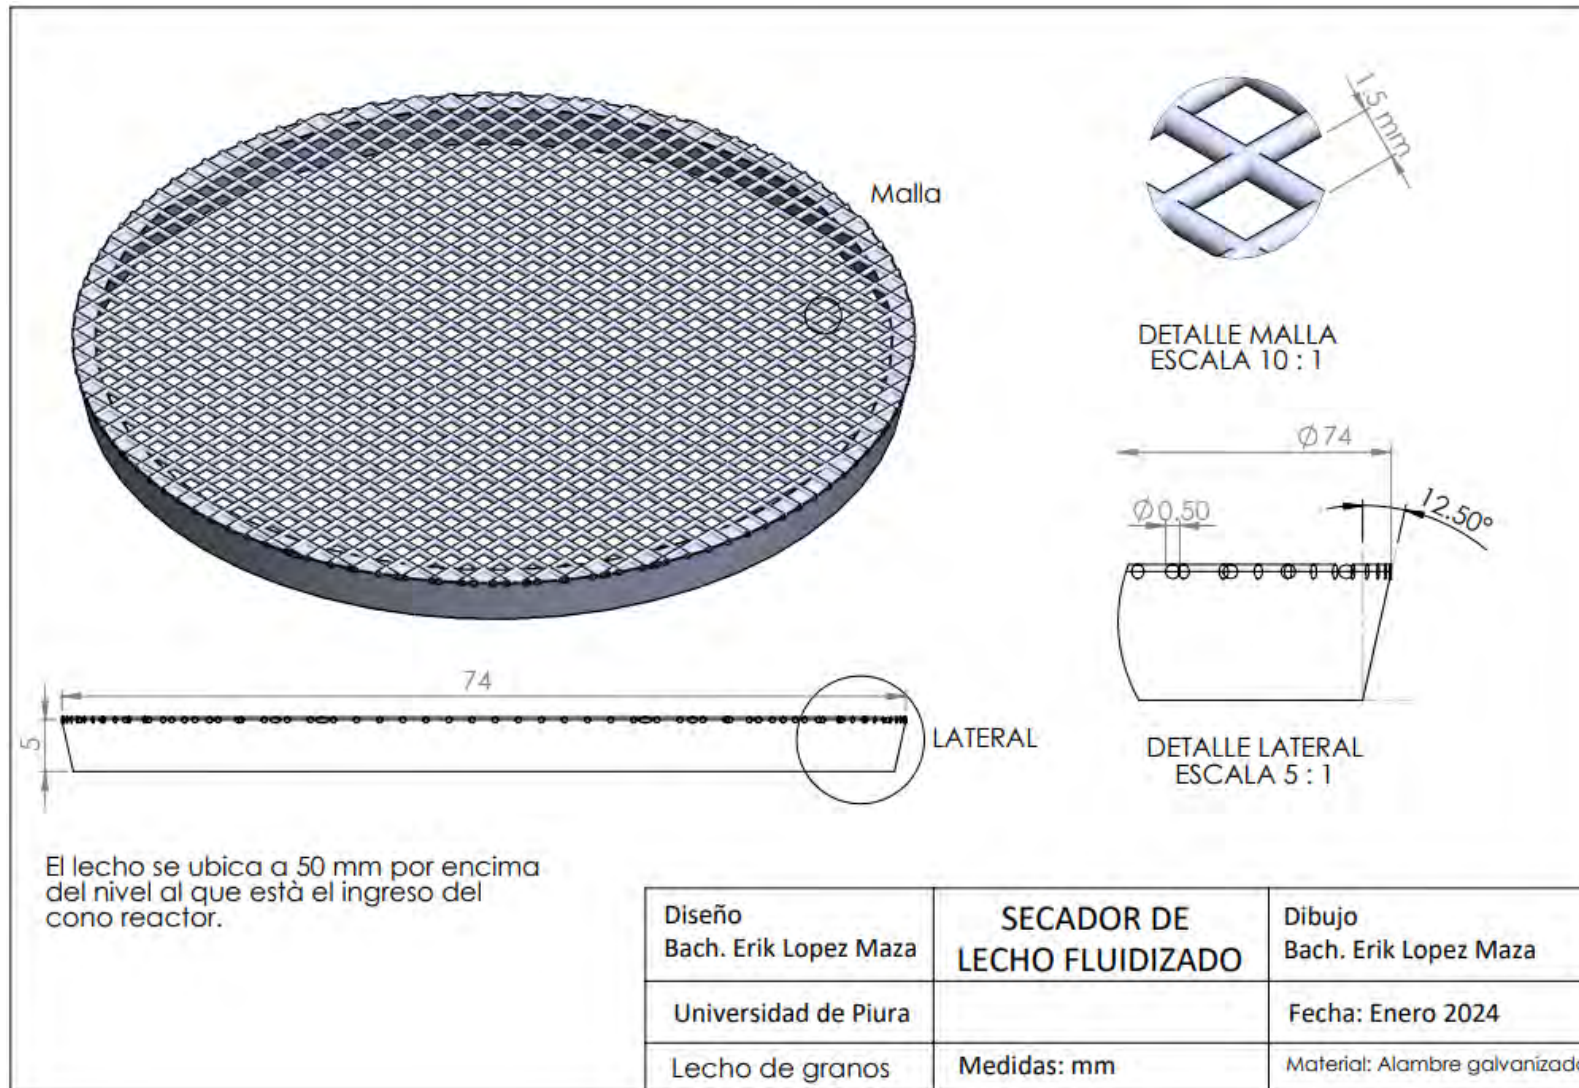 Malla
1.5 mm
DETALLE MALLA
ESCALA 10 : 1
Ø74
Ø0.50
12.50°
74
5
LATERAL
DETALLE LATERAL
ESCALA 5 : 1
El lecho se ubica a 50 mm por encima
del nivel al que està el ingreso del
cono reactor.
Diseño
Bach. Erik Lopez Maza
SECADOR DE
LECHO FLUIDIZADO
Dibujo
Bach. Erik Lopez Maza
Universidad de Piura
Fecha: Enero 2024
Lecho de granos
Medidas: mm
Material: Alambre galvanizado